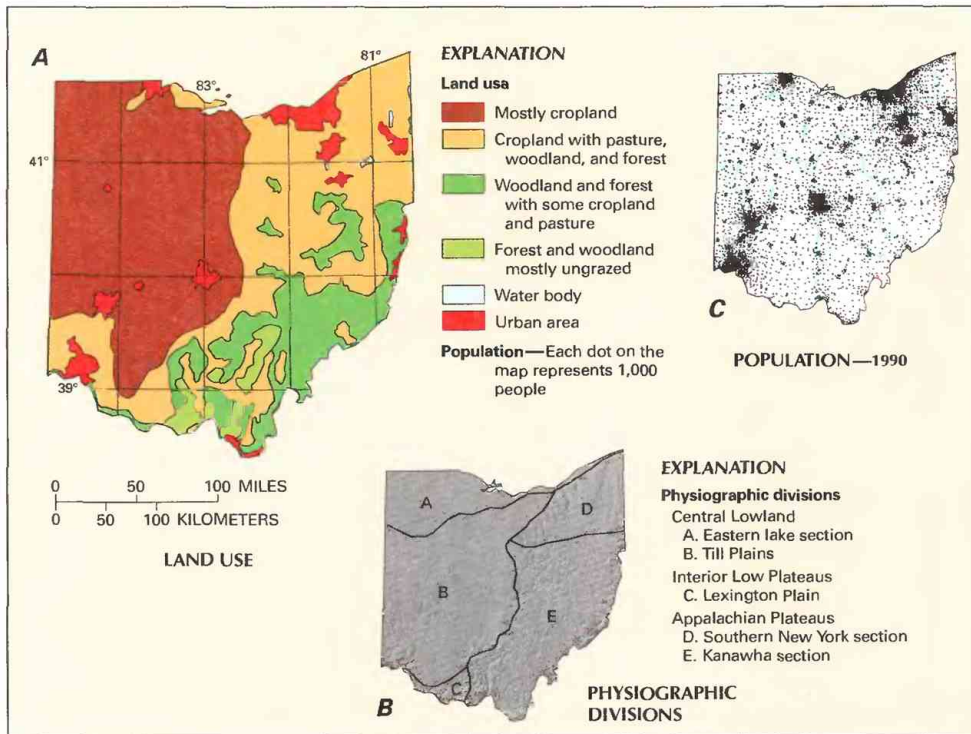 A
81°
83°
41°
39°
EXPLANATION
Land usa
Mostly cropland
Cropland with pasture,
woodland, and forest
Woodland and forest
with some cropland
and pasture
Forest and woodland
mostly ungrazed
Water body
Urban area
Population—Each dot on the
map represents 1,000
people
0 50 100 MILES
0 50 100 KILOMETERS
LAND USE
C
POPULATION—1990
A
B
C
D
E
B
PHYSIOGRAPHIC
DIVISIONS
EXPLANATION
Physiographic divisions
Central Lowland
A. Eastern lake section
B. Till Plains
Interior Low Plateaus
C. Lexington Plain
Appalachian Plateaus
D. Southern New York section
E. Kanawha section